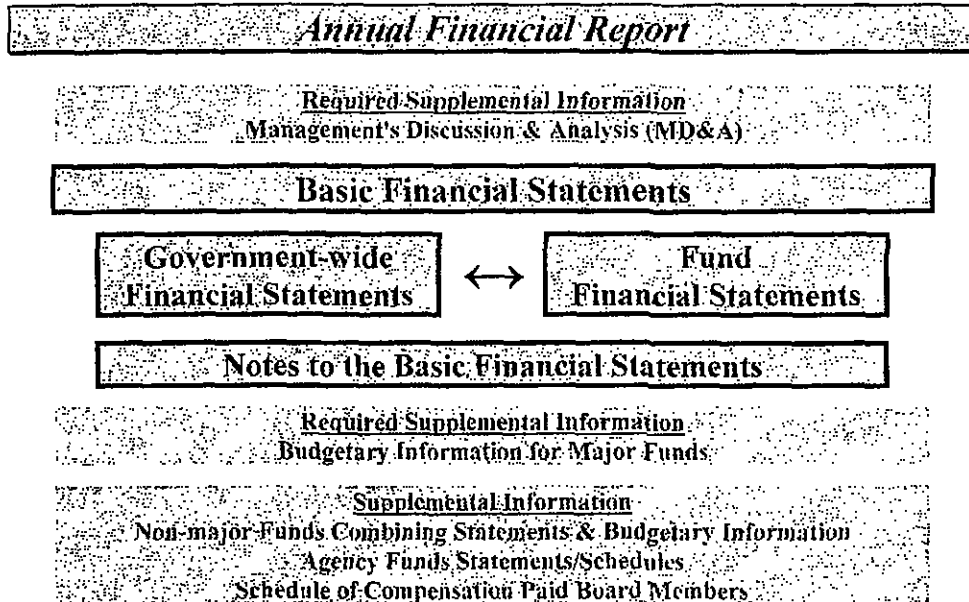 Annual Financial Report
Required Supplemental Information
Management's Discussion & Analysis (MD&A)
Basic Financial Statements
Government-wide
Financial Statements
Fund
Financial Statements
Notes to the Basic Financial Statements
Required Supplemental Information
Budgetary Information for Major Funds
Supplemental Information
Non-major Funds Combining Statements & Budgetary Information
Agency Funds Statements/Schedules
Schedule of Compensation Paid Board Members